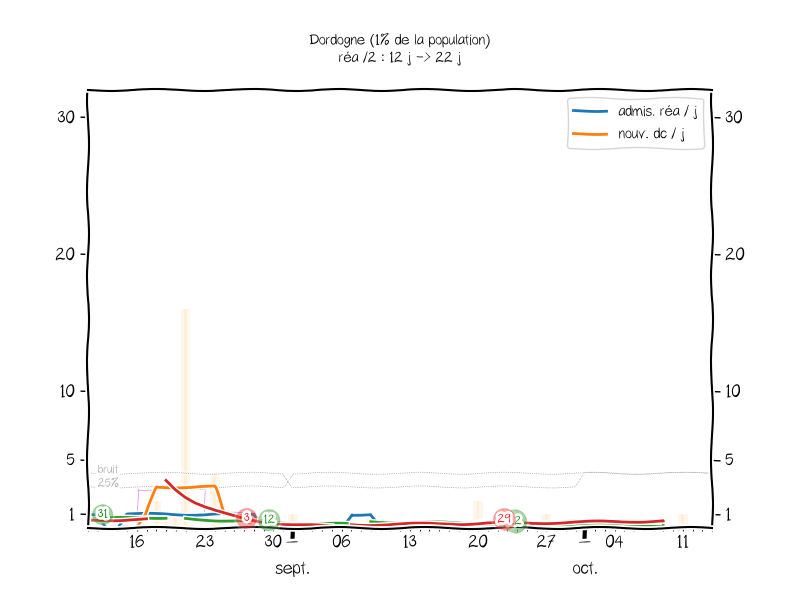 Dordogne (1% de la population)
réa /2 : 12 j -> 22 j
admis. réa / j
nouv. dc / j
30
20
10
5
1
30
20
10
5
1
bruit
25%
31
3
12
29
2
16 23 30 06 13 20 27 04 11
sept. oct.